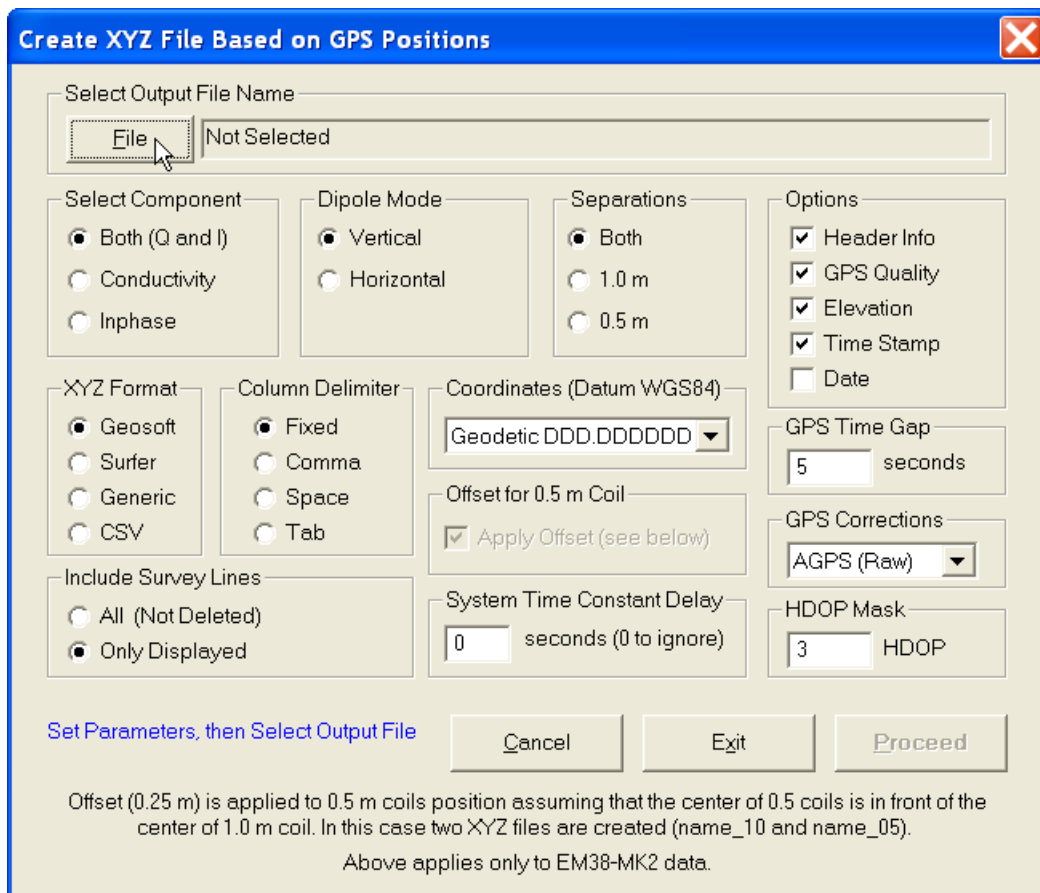 Create XYZ File Based on GPS Positions
Select Output File Name
File
Not Selected
Select Component
Both (Q and I)
Conductivity
Inphase
Dipole Mode
Vertical
Horizontal
Separations
Both
1.0 m
0.5 m
Options
Header Info
GPS Quality
Elevation
Time Stamp
Date
XYZ Format
Geosoft
Surfer
Generic
CSV
Column Delimiter
Fixed
Comma
Space
Tab
Coordinates (Datum WGS84)
Geodetic DDD.DDDDDD
Offset for 0.5 m Coil
Apply Offset (see below)
GPS Time Gap
5 seconds
GPS Corrections
AGPS (Raw)
Include Survey Lines
All (Not Deleted)
Only Displayed
System Time Constant Delay
0 seconds (0 to ignore)
HDOP Mask
3 HDOP
Set Parameters, then Select Output File
Cancel
Exit
Proceed
Offset (0.25 m) is applied to 0.5 m coils position assuming that the center of 0.5 coils is in front of the
center of 1.0 m coil. In this case two XYZ files are created (name_10 and name_05).
Above applies only to EM38-MK2 data.